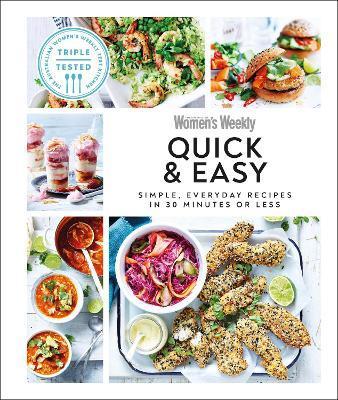 THE AUSTRALIAN WOMEN'S WEEKLY TEST KITCHEN
TRIPLE
TESTED
Women's Weekly
QUICK
& EASY
SIMPLE, EVERYDAY RECIPES
IN 30 MINUTES OR LESS